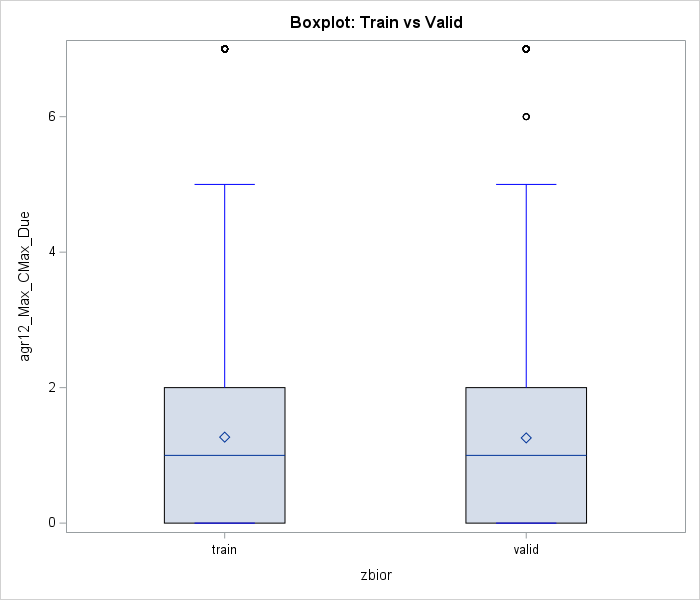 Boxplot: Train vs Valid
agr12_Max_CMax_Due
6
4
2
0
train
valid
zbior